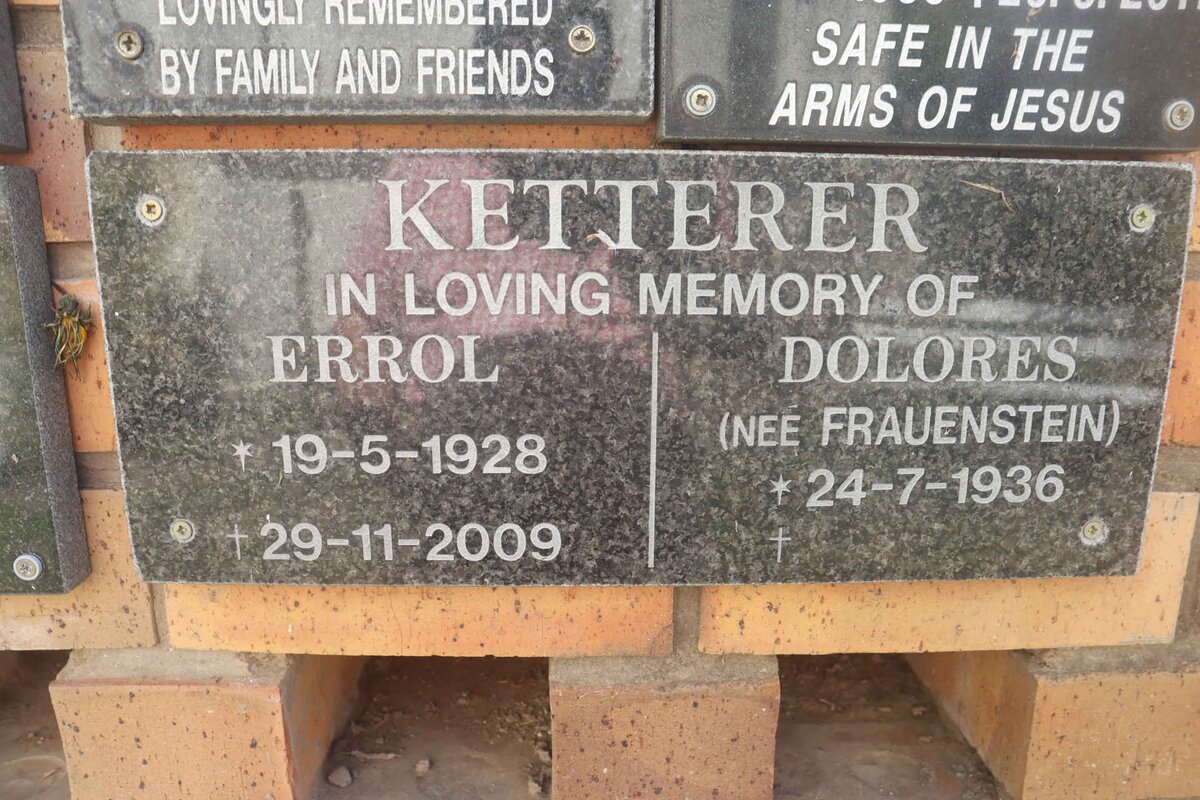 LOVINGLY REMEMBERED
BY FAMILY AND FRIENDS
SAFE IN THE
ARMS OF JESUS
KETTERER
IN LOVING MEMORY OF
ERROL
* 19-5-1928
† 29-11-2009
DOLORES
(NEÉ FRAUENSTEIN)
* 24-7-1936
†